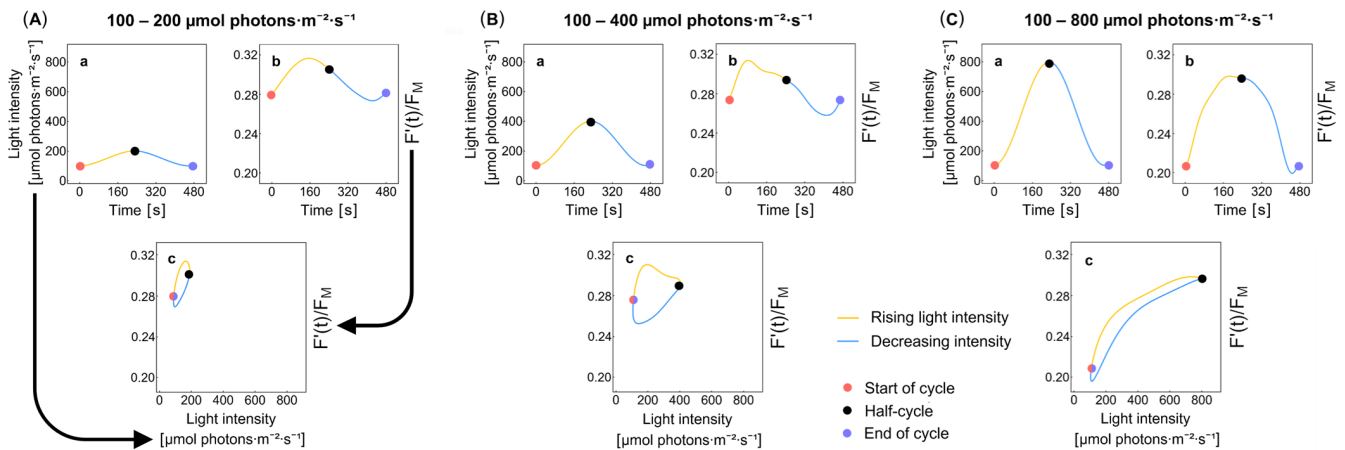 (A) 100 – 200 µmol photons·m⁻²·s⁻¹
Light intensity
[µmol photons·m⁻²·s⁻¹]
a
800
600
400
200
0
0 160 320 480
Time [s]
b
0.32
0.28
0.24
0.20
0 160 320 480
Time [s]
F'(t)/F_M
c
0.32
0.28
0.24
0.20
0 200 400 600 800
Light intensity
[µmol photons·m⁻²·s⁻¹]
F'(t)/F_M
(B) 100 – 400 µmol photons·m⁻²·s⁻¹
Light intensity
[µmol photons·m⁻²·s⁻¹]
a
800
600
400
200
0
0 160 320 480
Time [s]
b
0.32
0.28
0.24
0.20
0 160 320 480
Time [s]
F'(t)/F_M
c
0.32
0.28
0.24
0.20
0 200 400 600 800
Light intensity
[µmol photons·m⁻²·s⁻¹]
F'(t)/F_M
(C) 100 – 800 µmol photons·m⁻²·s⁻¹
Light intensity
[µmol photons·m⁻²·s⁻¹]
a
800
600
400
200
0
0 160 320 480
Time [s]
b
0.32
0.28
0.24
0.20
0 160 320 480
Time [s]
F'(t)/F_M
c
0.32
0.28
0.24
0.20
0 200 400 600 800
Light intensity
[µmol photons·m⁻²·s⁻¹]
F'(t)/F_M
Rising light intensity
Decreasing intensity
Start of cycle
Half-cycle
End of cycle